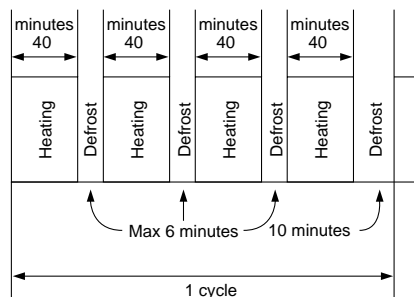 minutes minutes minutes minutes
40 40 40 40
Heating Defrost Heating Defrost Heating Defrost Heating Defrost
Max 6 minutes 10 minutes
1 cycle